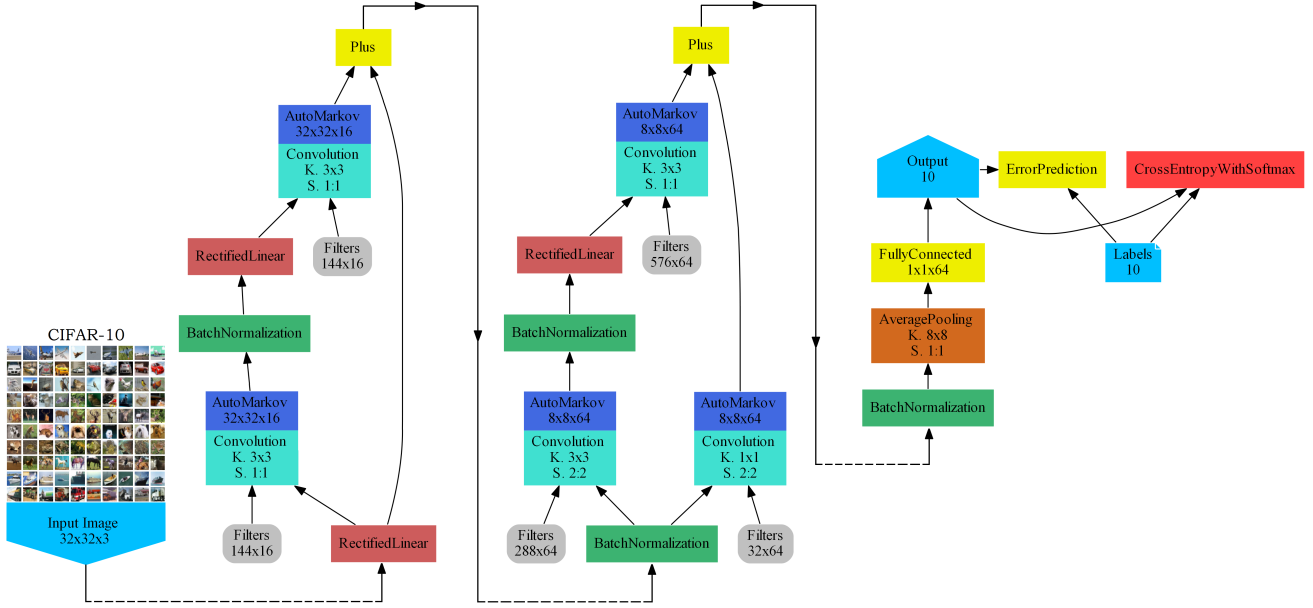 CIFAR-10
Input Image
32x32x3
Plus
AutoMarkov
32x32x16
Convolution
K. 3x3
S. 1:1
RectifiedLinear
Filters
144x16
BatchNormalization
AutoMarkov
32x32x16
Convolution
K. 3x3
S. 1:1
Filters
144x16
RectifiedLinear
Plus
AutoMarkov
8x8x64
Convolution
K. 3x3
S. 1:1
RectifiedLinear
Filters
576x64
BatchNormalization
AutoMarkov
8x8x64
Convolution
K. 3x3
S. 2:2
AutoMarkov
8x8x64
Convolution
K. 1x1
S. 2:2
Filters
288x64
BatchNormalization
Filters
32x64
Output
10
ErrorPrediction
CrossEntropyWithSoftmax
FullyConnected
1x1x64
Labels
10
AveragePooling
K. 8x8
S. 1:1
BatchNormalization